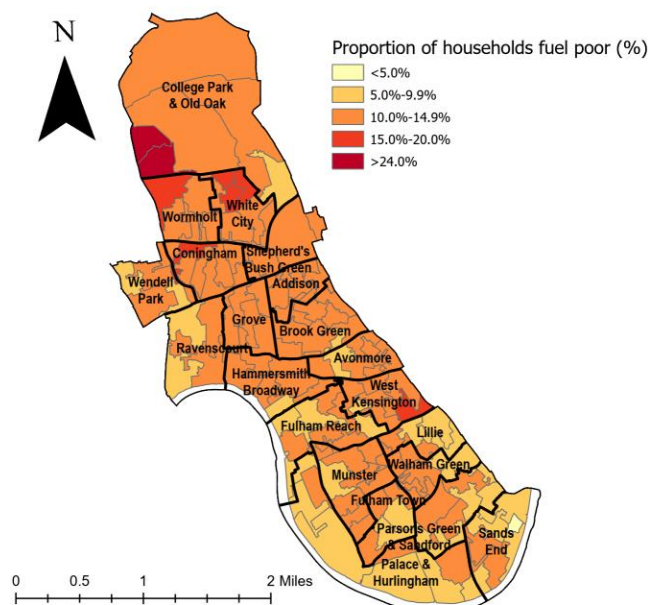 N
Proportion of households fuel poor (%)
<5.0%
5.0%-9.9%
10.0%-14.9%
15.0%-20.0%
>24.0%
College Park
& Old Oak
Wormholt
White
City
Coningham
Shepherd's
Bush Green
Wendell
Park
Addison
Grove
Brook Green
Ravenscourt
Avonmore
Hammersmith
Broadway
West
Kensington
Fulham Reach
Lillie
Walham Green
Munster
Fulham Town
Parsons Green
& Sandford
Sands
End
Palace &
Hurlingham
0 0.5 1 2 Miles